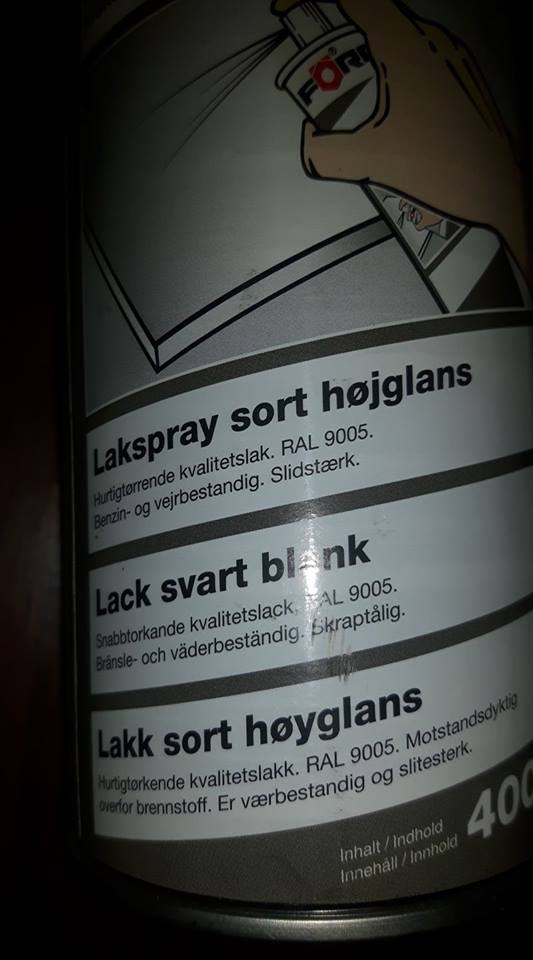 FÖR
Lakspray sort højglans
Hurtigtørrende kvalitetslak. RAL 9005.
Benzin- og vejrbestandig. Slidstærk.
Lack svart blank
Snabbtorkande kvalitetslack, RAL 9005.
Bränsle- och väderbeständig. Skraptålig.
Lakk sort høyglans
Hurtigtørkende kvalitetslakk. RAL 9005. Motstandsdyktig
overfor brennstoff. Er værbestandig og slitesterk.
Inhalt / Indhold
Innehåll / Innhold
400